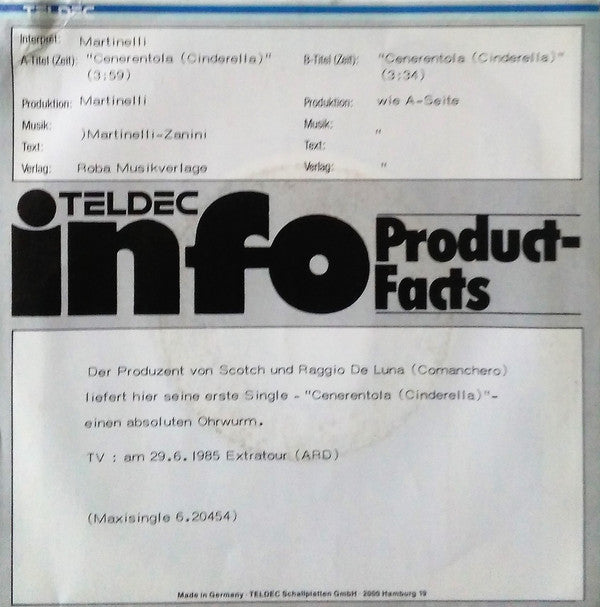 TELDEC
Interpret: Martinelli
A-Titel (Zeit): "Cenerentola (Cinderella)" B-Titel (Zeit): "Cenerentola (Cinderella)"
(3:59) (3:34)
Produktion: Martinelli Produktion: wie A-Seite
Musik: Musik:
)Martinelli-Zanini "
Text: Text:
Verlag: Roba Musikverlage Verlag: "
TELDEC
info Product-
Facts
Der Produzent von Scotch und Raggio De Luna (Comanchero)
liefert hier seine erste Single - "Cenerentola (Cinderella)"-
einen absoluten Ohrwurm.
TV : am 29.6.1985 Extratour (ARD)
(Maxisingle 6.20454)
Made in Germany · TELDEC Schallplatten GmbH · 2000 Hamburg 19